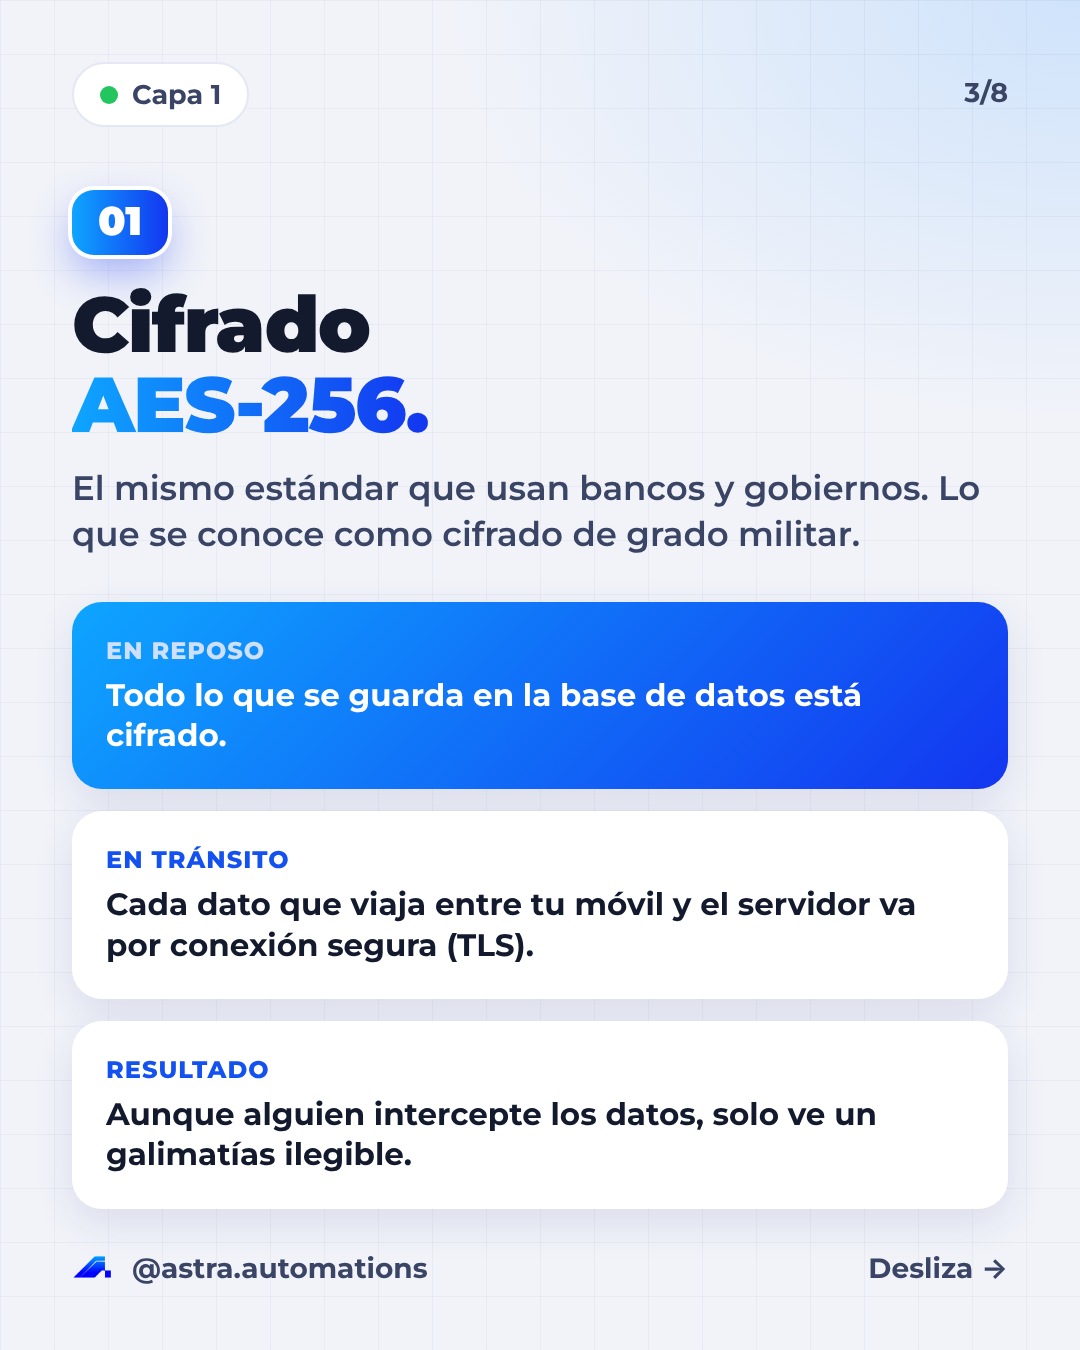 Capa 1
3/8
01
Cifrado
AES-256.
El mismo estándar que usan bancos y gobiernos. Lo
que se conoce como cifrado de grado militar.
EN REPOSO
Todo lo que se guarda en la base de datos está
cifrado.
EN TRÁNSITO
Cada dato que viaja entre tu móvil y el servidor va
por conexión segura (TLS).
RESULTADO
Aunque alguien intercepte los datos, solo ve un
galimatías ilegible.
@astra.automations
Desliza →